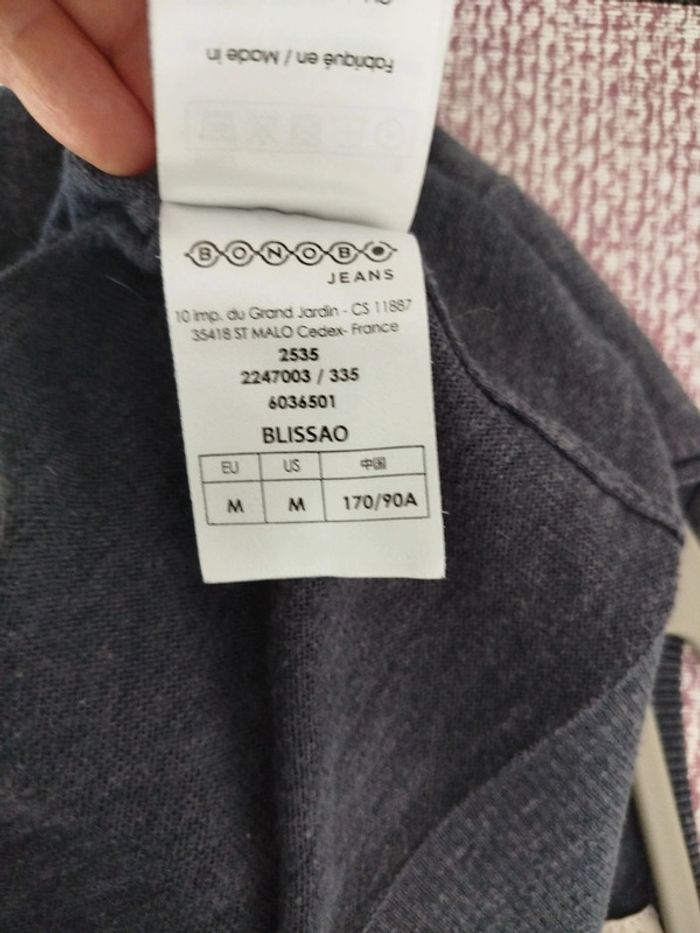 Fabriqué en / Made in
BONOBO
JEANS
10 Imp. du Grand Jardin - CS 11887
35418 ST MALO Cedex- France
2535
2247003 / 335
6036501
BLISSAO
EU US 中国
M M 170/90A